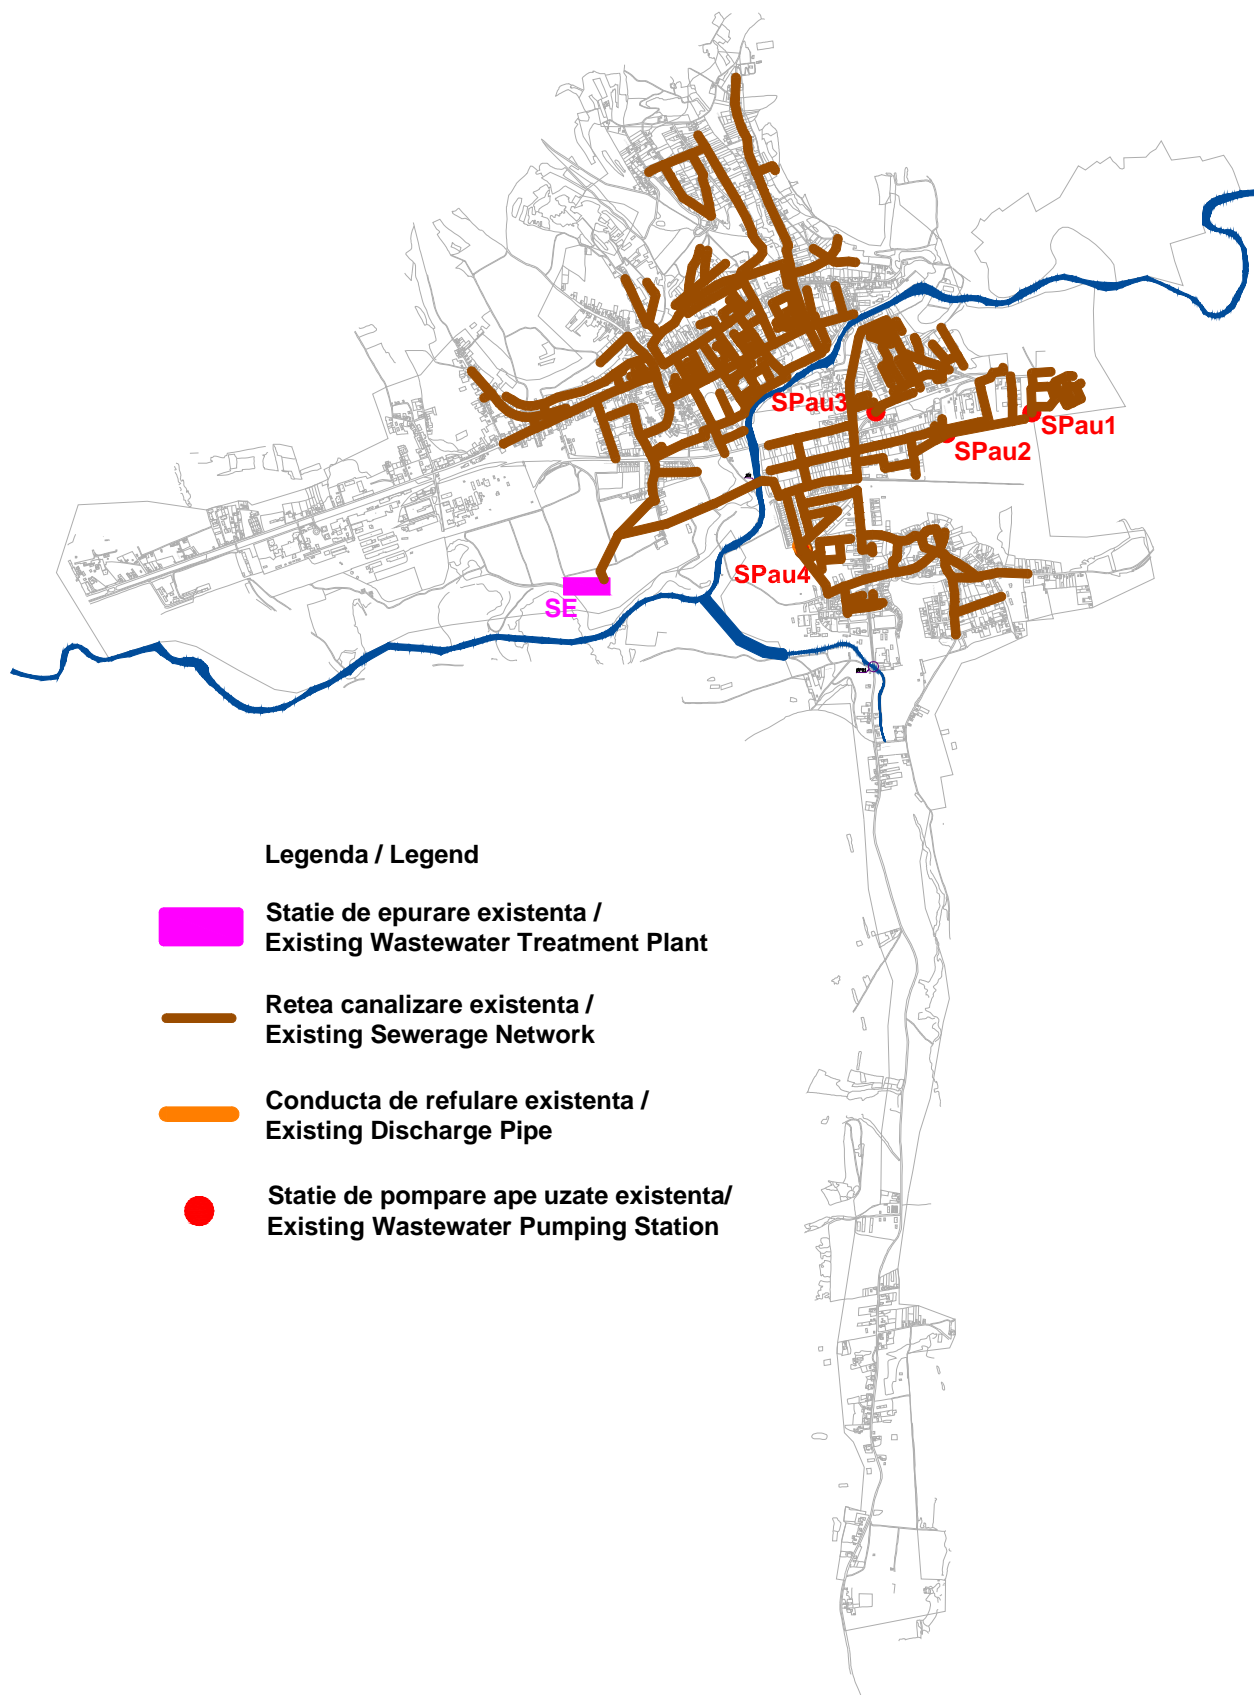 SPau3
SPau1
SPau2
SPau4
SE
Legenda / Legend
Statie de epurare existenta /
Existing Wastewater Treatment Plant
Retea canalizare existenta /
Existing Sewerage Network
Conducta de refulare existenta /
Existing Discharge Pipe
Statie de pompare ape uzate existenta/
Existing Wastewater Pumping Station